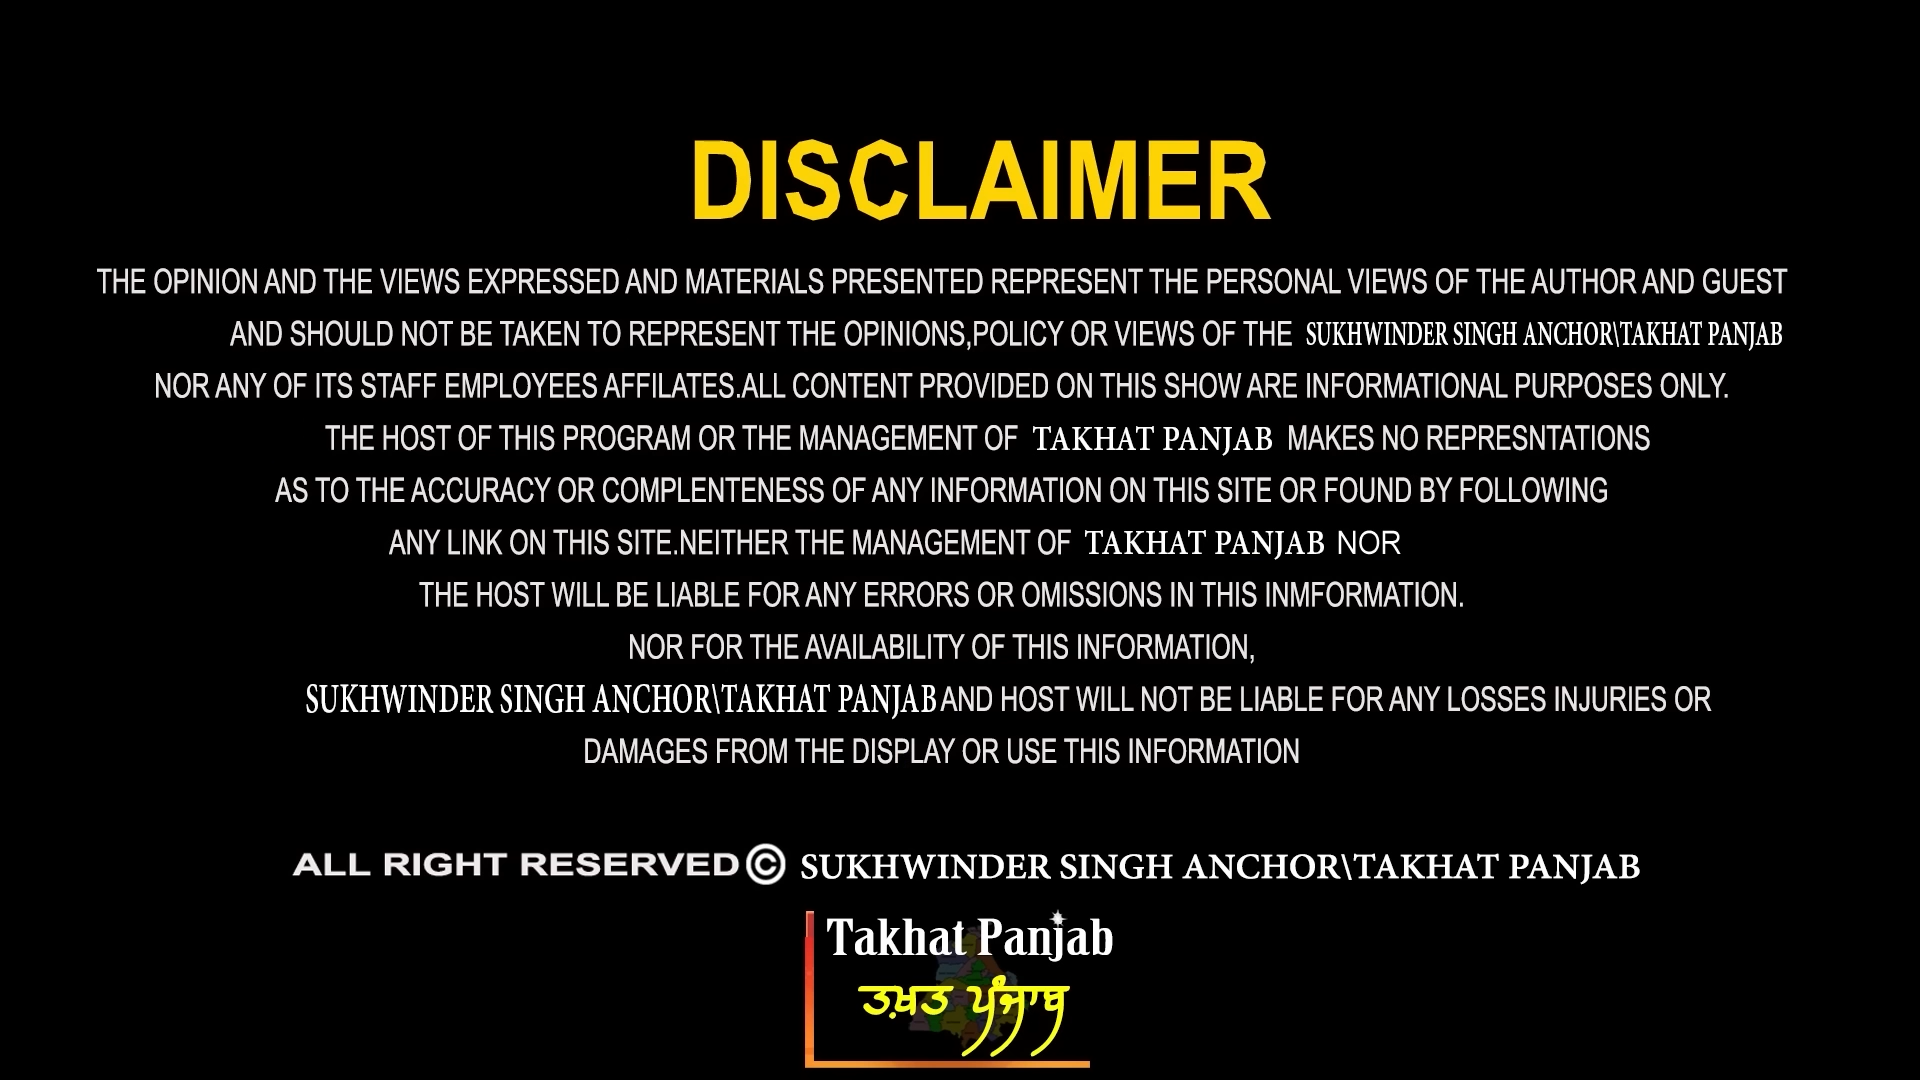 DISCLAIMER
THE OPINION AND THE VIEWS EXPRESSED AND MATERIALS PRESENTED REPRESENT THE PERSONAL VIEWS OF THE AUTHOR AND GUEST
AND SHOULD NOT BE TAKEN TO REPRESENT THE OPINIONS,POLICY OR VIEWS OF THE SUKHWINDER SINGH ANCHOR\TAKHAT PANJAB
NOR ANY OF ITS STAFF EMPLOYEES AFFILATES.ALL CONTENT PROVIDED ON THIS SHOW ARE INFORMATIONAL PURPOSES ONLY.
THE HOST OF THIS PROGRAM OR THE MANAGEMENT OF TAKHAT PANJAB MAKES NO REPRESNTATIONS
AS TO THE ACCURACY OR COMPLENTENESS OF ANY INFORMATION ON THIS SITE OR FOUND BY FOLLOWING
ANY LINK ON THIS SITE.NEITHER THE MANAGEMENT OF TAKHAT PANJAB NOR
THE HOST WILL BE LIABLE FOR ANY ERRORS OR OMISSIONS IN THIS INMFORMATION.
NOR FOR THE AVAILABILITY OF THIS INFORMATION,
SUKHWINDER SINGH ANCHOR\TAKHAT PANJAB AND HOST WILL NOT BE LIABLE FOR ANY LOSSES INJURIES OR
DAMAGES FROM THE DISPLAY OR USE THIS INFORMATION
ALL RIGHT RESERVED © SUKHWINDER SINGH ANCHOR\TAKHAT PANJAB
Takhat Panjab
ਤਖ਼ਤ ਪੰਜਾਬ